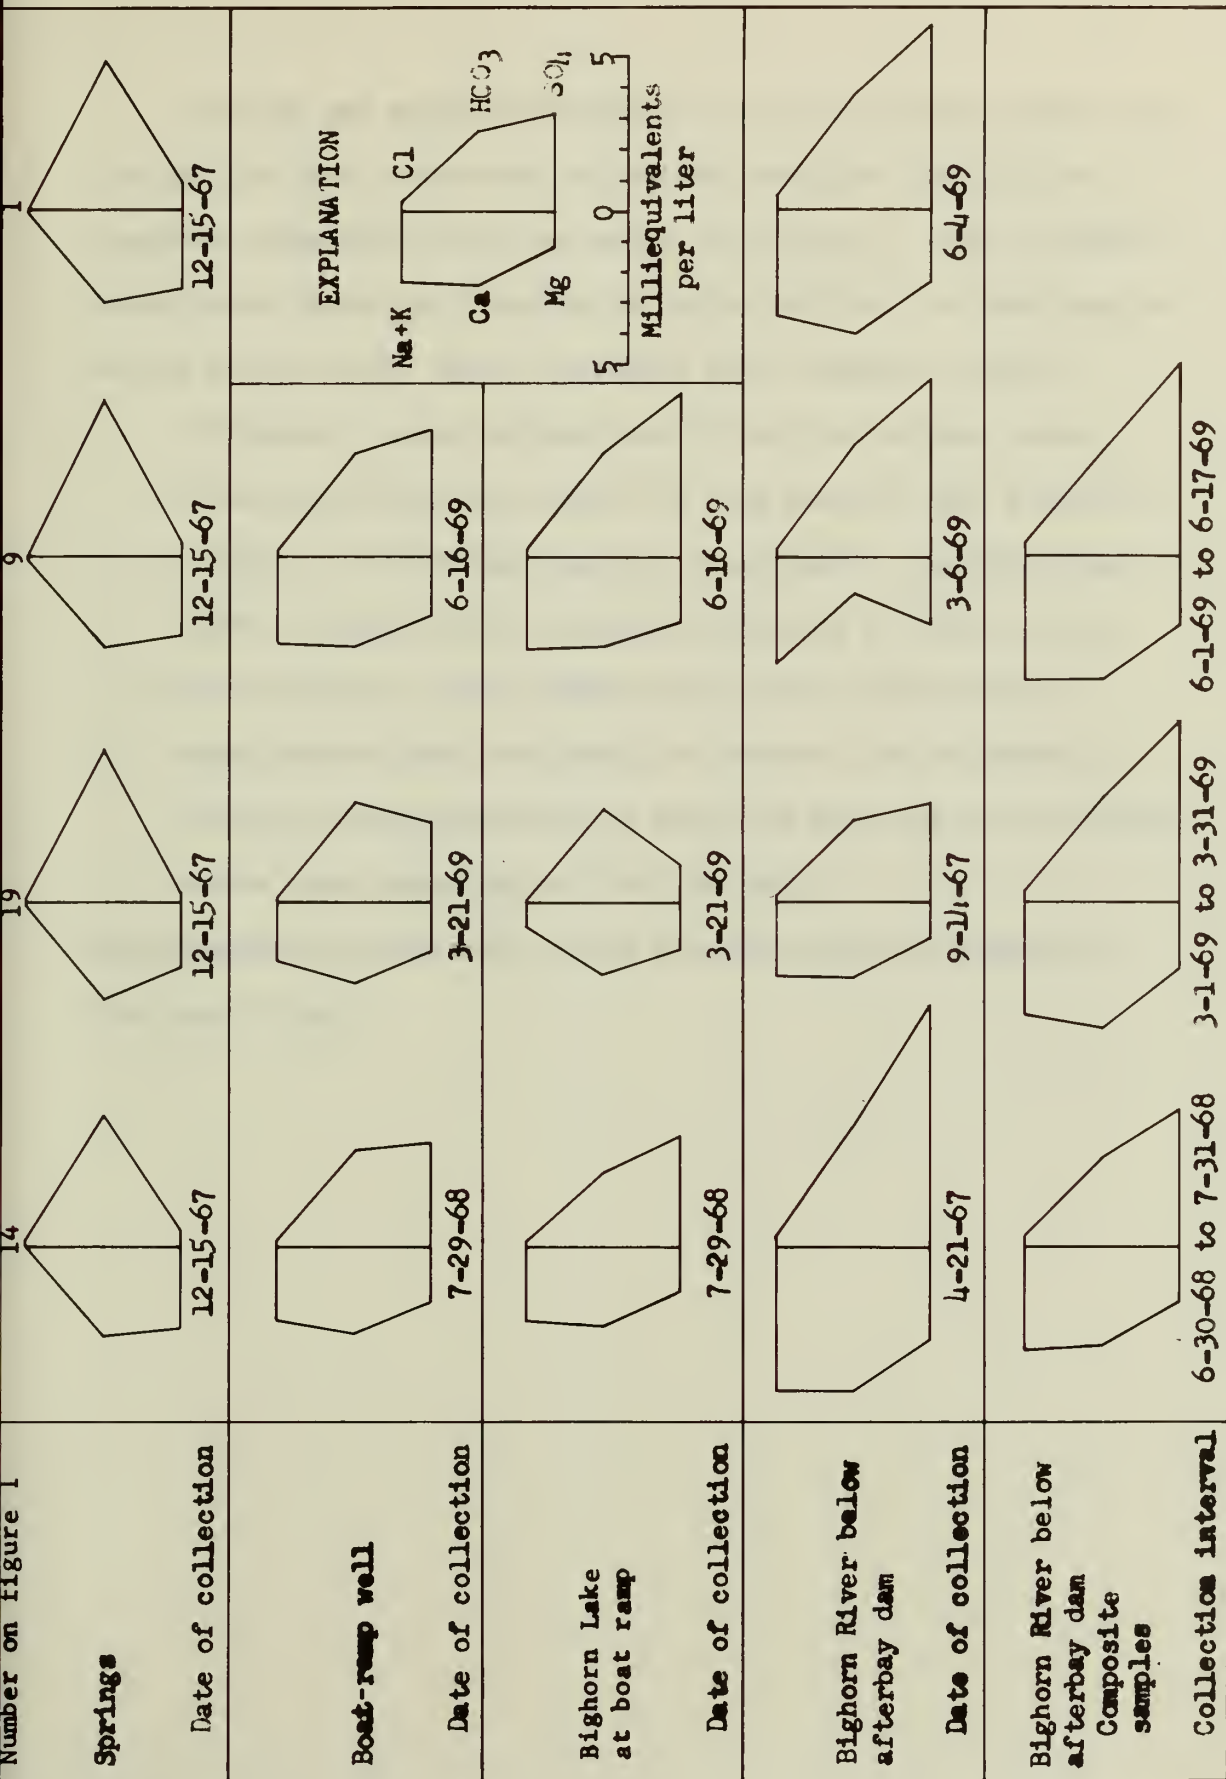 Number on figure 1
14
19
9
1
Springs
Date of collection
12-15-67
12-15-67
12-15-67
12-15-67
EXPLANATION
Na+K
Cl
Ca
HCO3
Mg
SO4
5
0
5
Milliequivalents
per liter
Boat-ramp well
Date of collection
7-29-68
3-21-69
6-16-69
Bighorn Lake
at boat ramp
Date of collection
7-29-68
3-21-69
6-16-69
Bighorn River below
afterbay dam
Date of collection
4-21-67
9-14-67
3-6-69
6-4-69
Bighorn River below
afterbay dam
Composite
samples
Collection interval
6-30-68 to 7-31-68
3-1-69 to 3-31-69
6-1-69 to 6-17-69